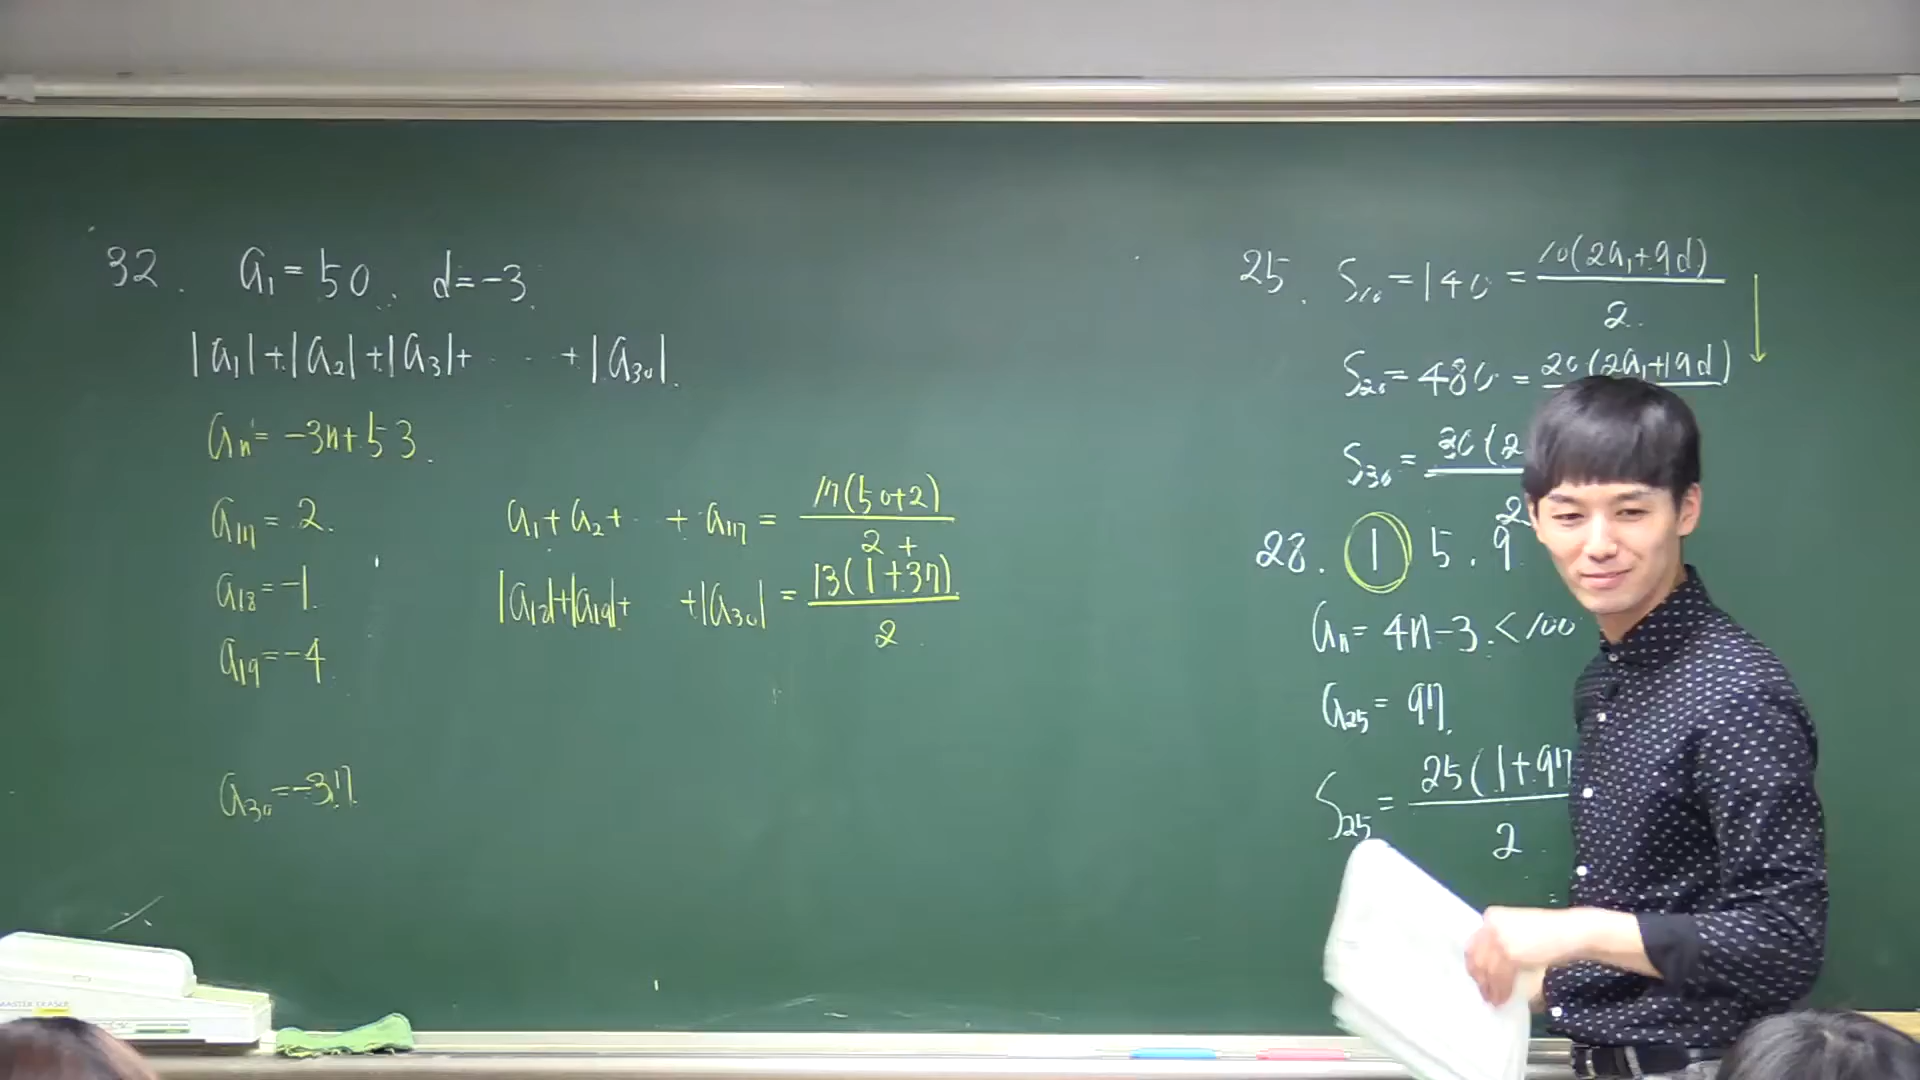 32. a₁=50, d=-3.
|a₁|+|a₂|+|a₃|+ ··· +|a₃₀|.
aₙ=-3n+53.
a₁₇=2.
a₁₈=-1.
a₁₉=-4
a₃₀=-37
a₁+a₂+ ·· +a₁₇ = 17(50+2)/2
+
|a₁₈|+|a₁₉|+ +|a₃₀| = 13(1+37)/2
25. S₁₀=140=10(2a₁+9d)/2
S₂₀=480=20(2a₁+19d)
S₃₀=30(2 /2
28. 1 5. 9
aₙ=4n-3.<100
a₂₅=97.
S₂₅=25(1+97/2
=
MASTER ERASER